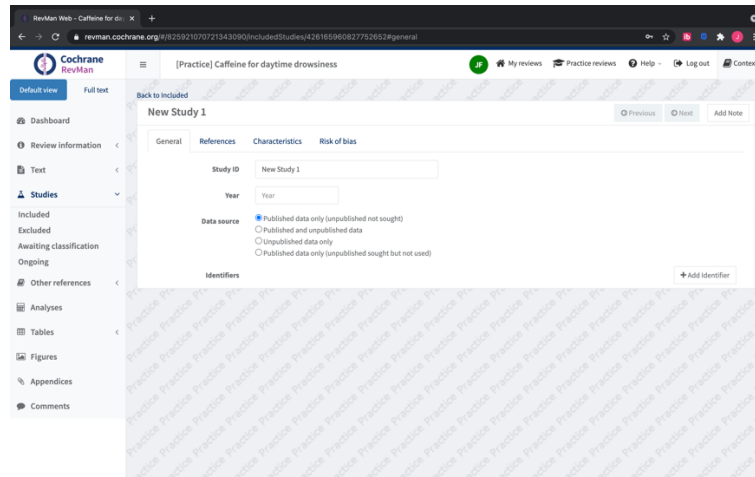 RevMan Web - Caffeine for day
revman.cochrane.org/#/825921070721343090/includedStudies/426165960827752652#general
Cochrane
RevMan
[Practice] Caffeine for daytime drowsiness
JF
My reviews
Practice reviews
Help
Log out
Contex
Default view
Full text
Dashboard
Review information
Text
Studies
Included
Excluded
Awaiting classification
Ongoing
Other references
Analyses
Tables
Figures
Appendices
Comments
Back to Included
New Study 1
Previous
Next
Add Note
General
References
Characteristics
Risk of bias
Study ID
New Study 1
Year
Year
Data source
Published data only (unpublished not sought)
Published and unpublished data
Unpublished data only
Published data only (unpublished sought but not used)
Identifiers
+ Add Identifier
Practice